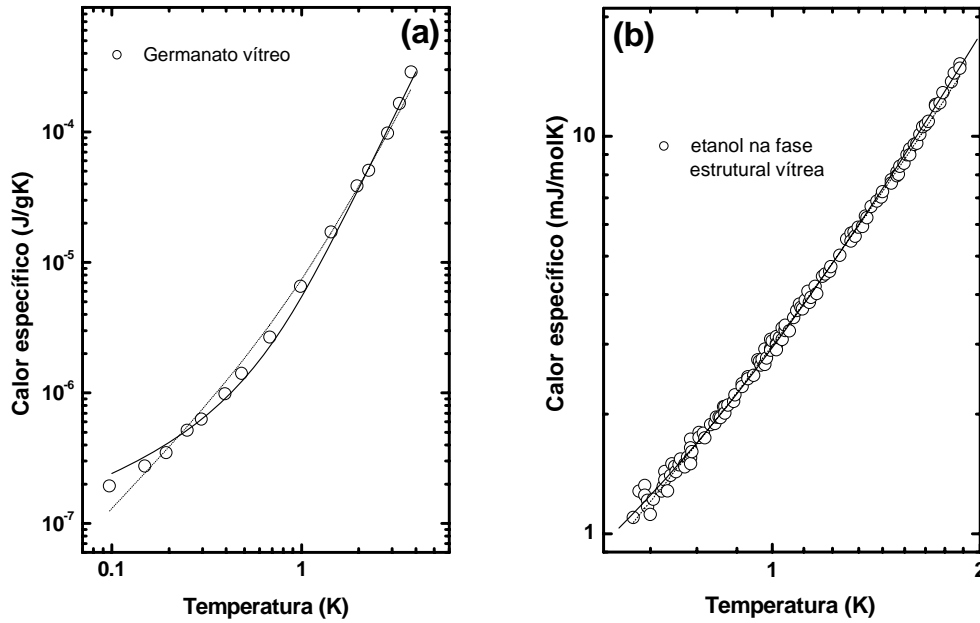 (a)
Germanato vítreo
Calor específico (J/gK)
10⁻⁴
10⁻⁵
10⁻⁶
10⁻⁷
0.1
1
Temperatura (K)
(b)
etanol na fase
estrutural vítrea
Calor específico (mJ/molK)
10
1
1
2
Temperatura (K)